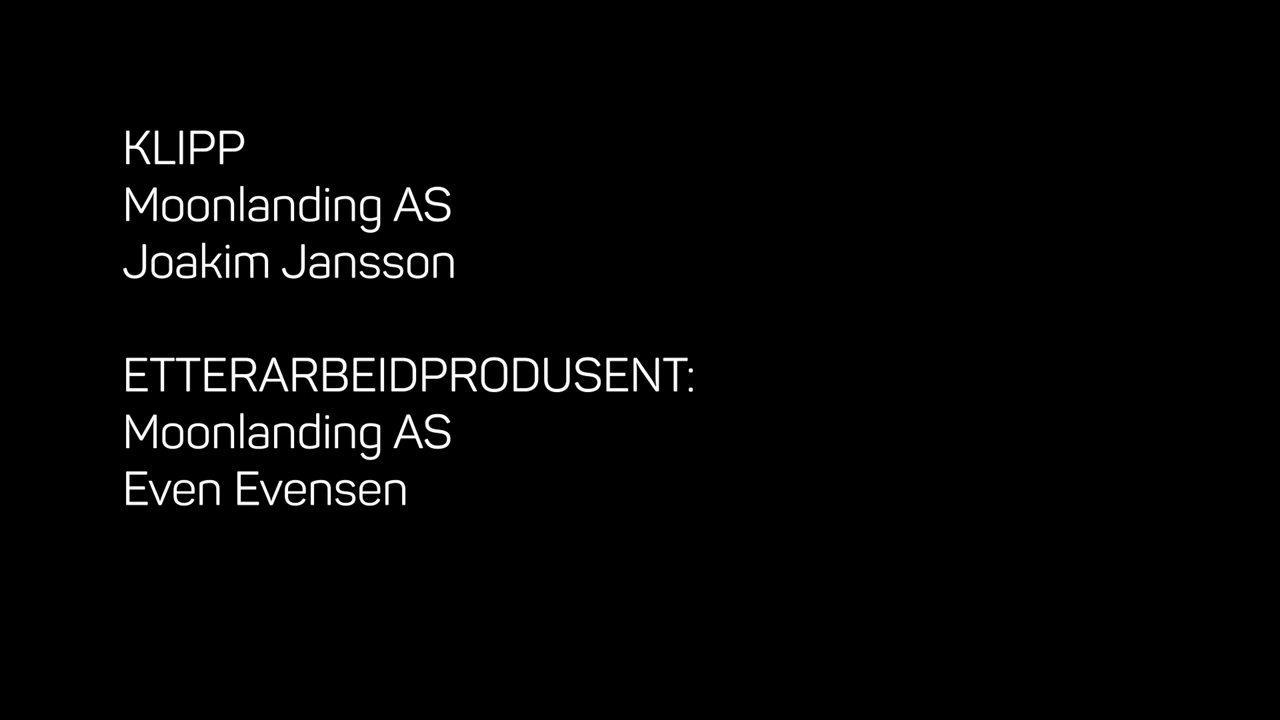 KLIPP
Moonlanding AS
Joakim Jansson
ETTERARBEIDPRODUSENT:
Moonlanding AS
Even Evensen